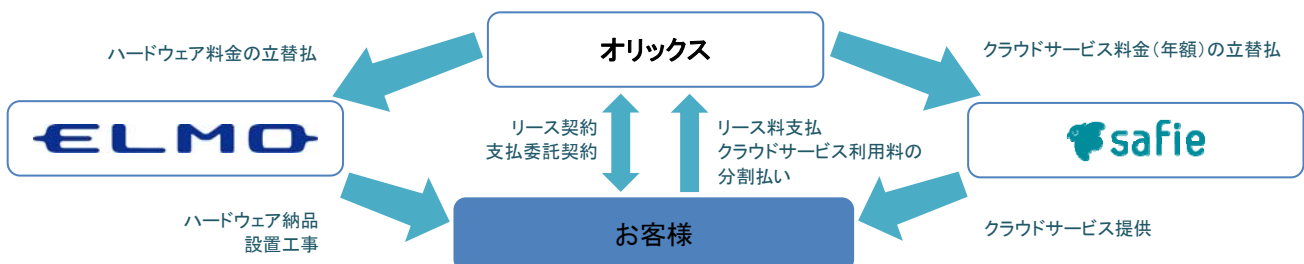 オリックス
ハードウェア料金の立替払
クラウドサービス料金(年額)の立替払
ELMO
リース契約
支払委託契約
リース料支払
クラウドサービス利用料の
分割払い
safie
ハードウェア納品
設置工事
お客様
クラウドサービス提供